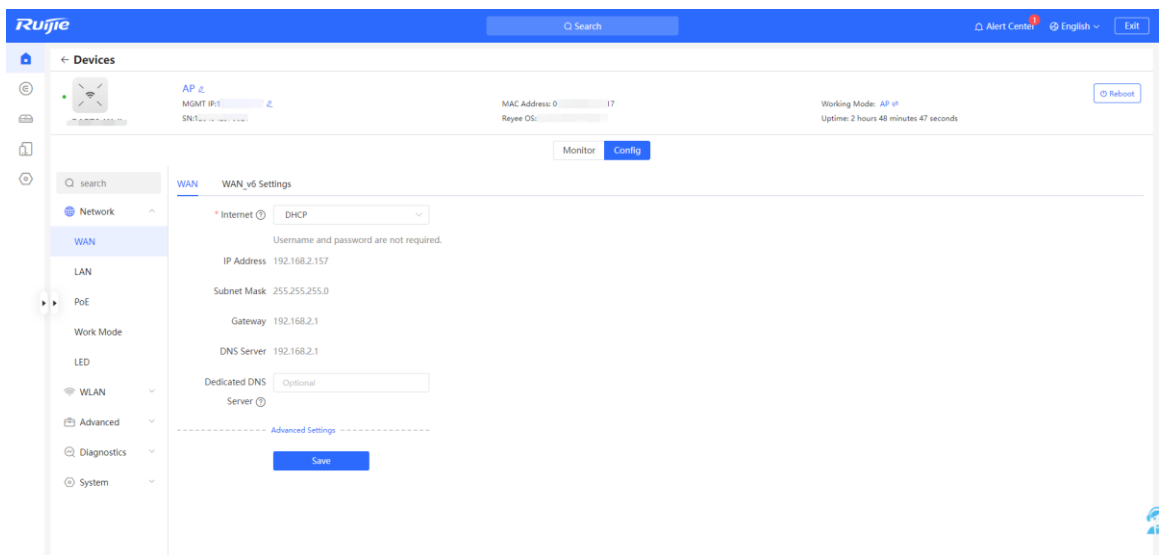 Ruijie
Search
Alert Center
1
English
Exit
Devices
AP
MGMT IP:1
MAC Address: 0 17
Working Mode: AP
Reboot
Reyee OS:
Uptime: 2 hours 48 minutes 47 seconds
Monitor
Config
search
WAN
WAN_v6 Settings
Network
* Internet
DHCP
Username and password are not required.
WAN
IP Address 192.168.2.157
LAN
Subnet Mask 255.255.255.0
PoE
Gateway 192.168.2.1
Work Mode
DNS Server 192.168.2.1
LED
Dedicated DNS
Server
Optional
WLAN
Advanced
Advanced Settings
Diagnostics
Save
System